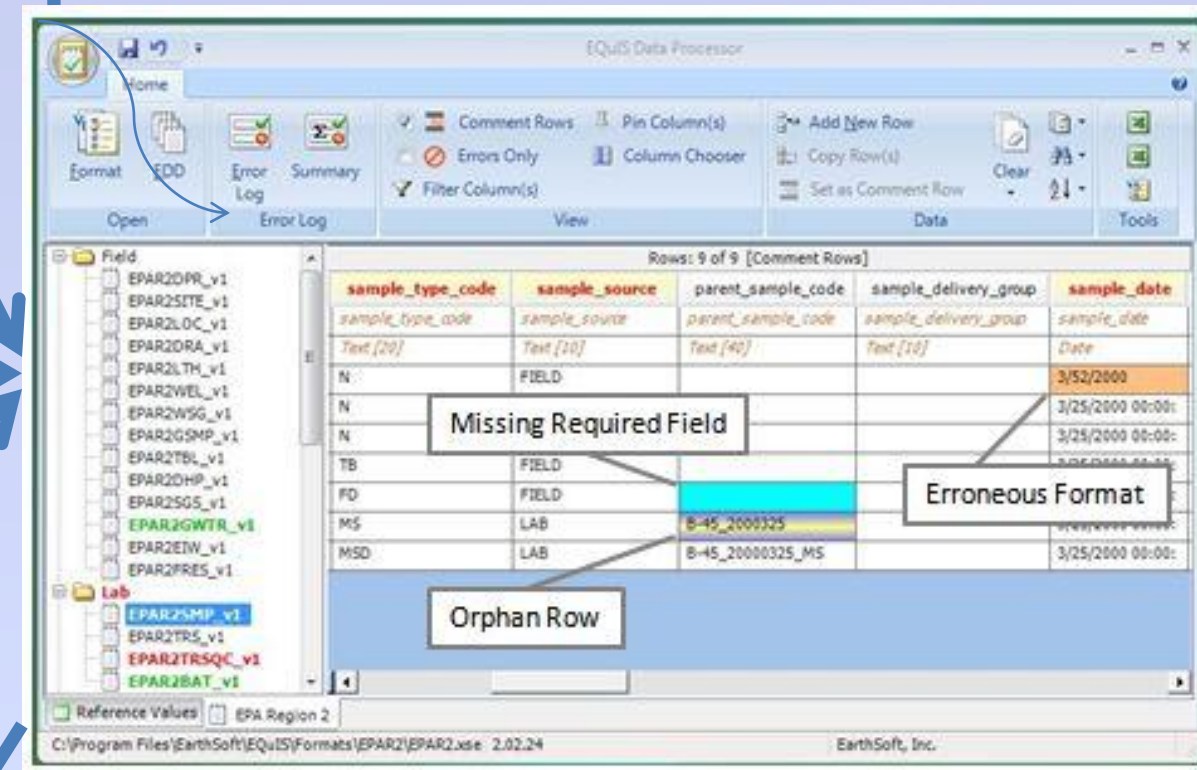 EQuIS Data Processor
Home
Format
EDD
Error Log
Summary
Comment Rows
Errors Only
Filter Column(s)
Pin Column(s)
Column Chooser
Add New Row
Copy Row(s)
Set as Comment Row
Clear
Open
Error Log
View
Data
Tools
Field
EPAR2DPR_v1
EPAR2SITE_v1
EPAR2LOC_v1
EPAR2DRA_v1
EPAR2LTH_v1
EPAR2WEL_v1
EPAR2WSG_v1
EPAR2GSMP_v1
EPAR2TBL_v1
EPAR2DHP_v1
EPAR2SGS_v1
EPAR2GWTR_v1
EPAR2EIW_v1
EPAR2FRES_v1
Lab
EPAR2SMP_v1
EPAR2TRS_v1
EPAR2TRSQC_v1
EPAR2BAT_v1
Rows: 9 of 9 [Comment Rows]
sample_type_code sample_source parent_sample_code sample_delivery_group sample_date
sample_type_code sample_source parent_sample_code sample_delivery_group sample_date
Text [20] Text [10] Text [40] Text [10] Date
N FIELD 3/52/2000
N 3/25/2000 00:00:
N 3/25/2000 00:00:
TB FIELD
FD FIELD
MS LAB B-45_2000325
MSD LAB B-45_20000325_MS 3/25/2000 00:00:
Missing Required Field
Erroneous Format
Orphan Row
Reference Values
EPA Region 2
C:\Program Files\EarthSoft\EQuIS\Formats\EPAR2\EPAR2.xse 2.02.24
EarthSoft, Inc.